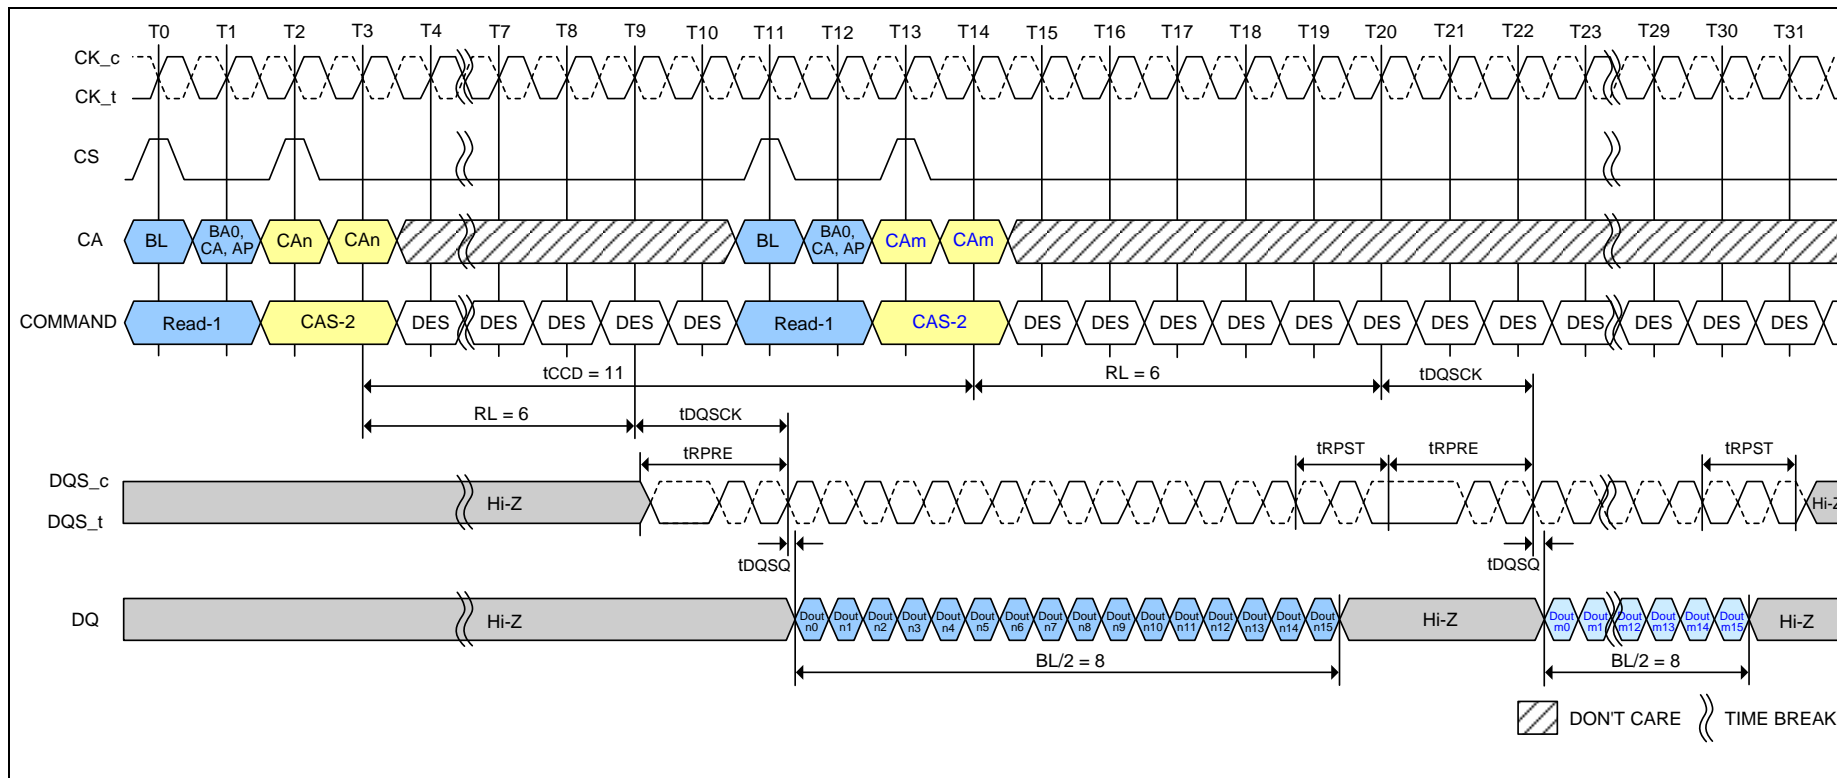 T0 T1 T2 T3 T4 T7 T8 T9 T10 T11 T12 T13 T14 T15 T16 T17 T18 T19 T20 T21 T22 T23 T29 T30 T31
CK_c
CK_t
CS
CA BL BA0, CA, AP CAn CAn BL BA0, CA, AP CAm CAm
COMMAND Read-1 CAS-2 DES DES DES DES DES Read-1 CAS-2 DES DES DES DES DES DES DES DES DES DES DES DES
tCCD = 11 RL = 6 tDQSCK
RL = 6 tDQSCK
tRPRE tRPST tRPRE tRPST
DQS_c
Hi-Z Hi-Z
DQS_t
tDQSQ tDQSQ
DQ Hi-Z Dout n0 Dout n1 Dout n2 Dout n3 Dout n4 Dout n5 Dout n6 Dout n7 Dout n8 Dout n9 Dout n10 Dout n11 Dout n12 Dout n13 Dout n14 Dout n15 Hi-Z Dout m0 Dout m1 Dout m12 Dout m13 Dout m14 Dout m15 Hi-Z
BL/2 = 8 BL/2 = 8
DON'T CARE TIME BREAK